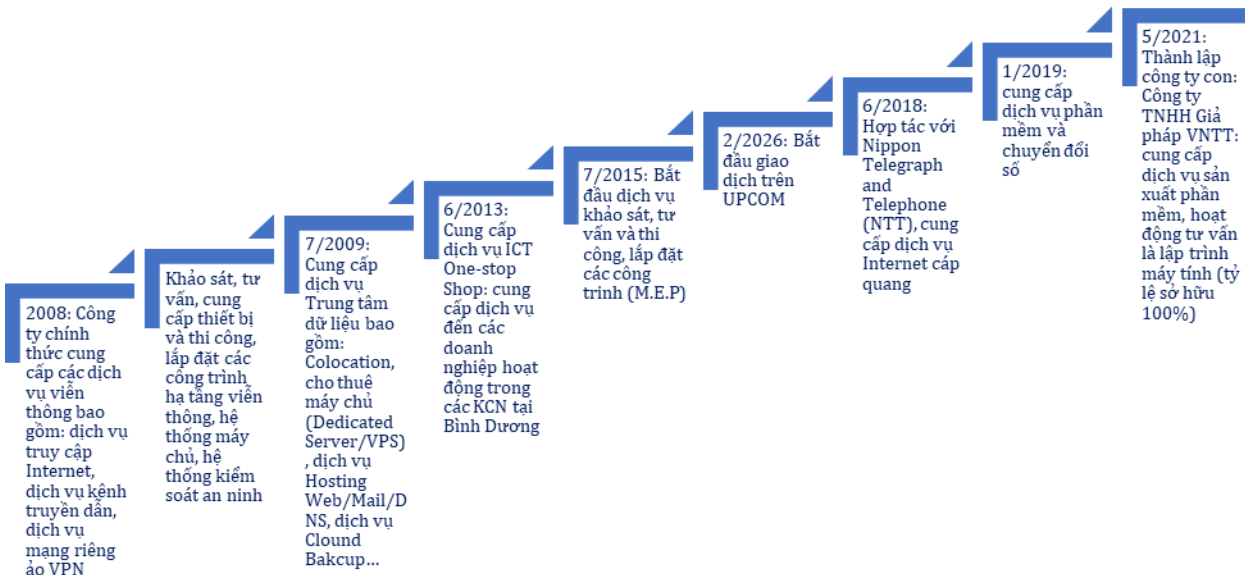 2008: Công
ty chính
thức cung
cấp các dịch
vụ viễn
thông bao
gồm: dịch vụ
truy cập
Internet,
dịch vụ kênh
truyền dẫn,
dịch vụ
mạng riêng
ảo VPN
Khảo sát, tư
vấn, cung
cấp thiết bị
và thi công,
lắp đặt các
công trình
hạ tầng viễn
thông, hệ
thống máy
chủ, hệ
thống kiểm
soát an ninh
7/2009:
Cung cấp
dịch vụ
Trung tâm
dữ liệu bao
gồm:
Colocation,
cho thuê
máy chủ
(Dedicated
Server/VPS)
, dịch vụ
Hosting
Web/Mail/D
NS, dịch vụ
Clound
Bakcup...
6/2013:
Cung cấp
dịch vụ ICT
One-stop
Shop: cung
cấp dịch vụ
đến các
doanh
nghiệp hoạt
động trong
các KCN tại
Bình Dương
7/2015: Bắt
đầu dịch vụ
khảo sát, tư
vấn và thi
công, lắp đặt
các công
trinh (M.E.P)
2/2026: Bắt
đầu giao
dịch trên
UPCOM
6/2018:
Hợp tác với
Nippon
Telegraph
and
Telephone
(NTT), cung
cấp dịch vụ
Internet cáp
quang
1/2019:
cung cấp
dịch vụ phần
mềm và
chuyển đổi
số
5/2021:
Thành lập
công ty con:
Công ty
TNHH Giả
pháp VNTT:
cung cấp
dịch vụ sản
xuất phần
mềm, hoạt
động tư vấn
là lập trình
máy tính (tỷ
lệ sở hữu
100%)